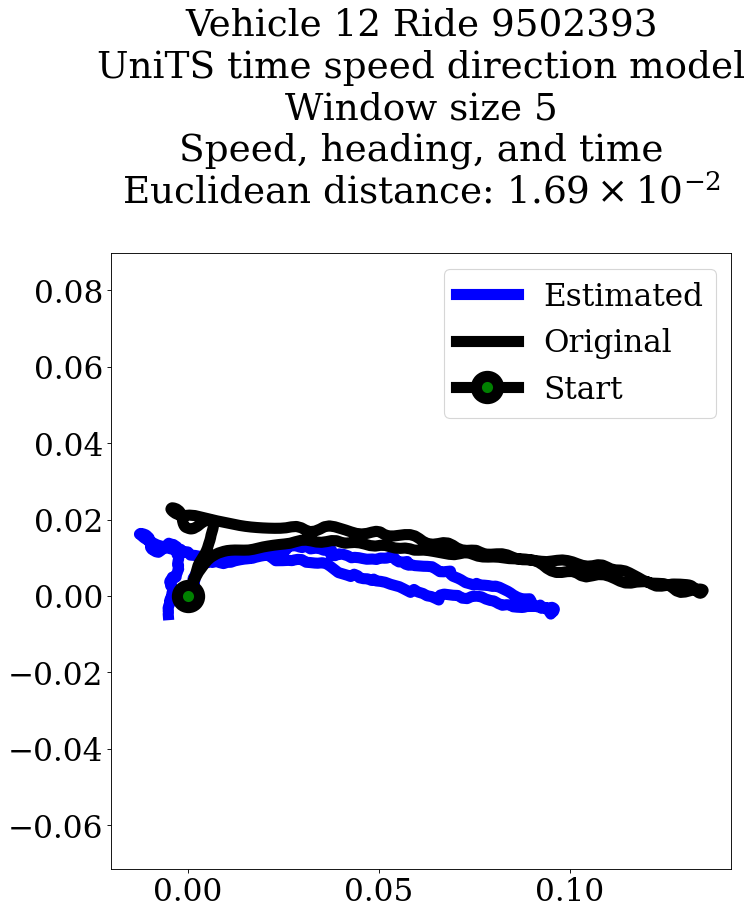 Vehicle 12 Ride 9502393
UniTS time speed direction model
Window size 5
Speed, heading, and time
Euclidean distance: 1.69 × 10⁻²
Estimated
Original
Start
0.08
0.06
0.04
0.02
0.00
−0.02
−0.04
−0.06
0.00 0.05 0.10